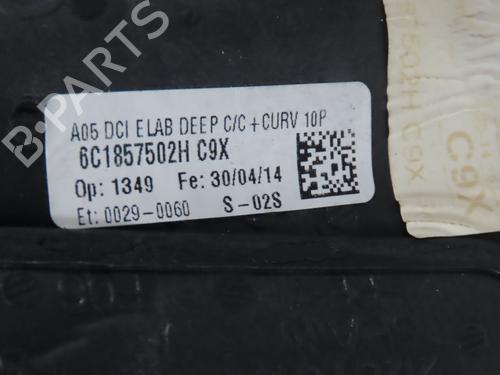 A05 DCI ELAB DEEP C/C +CURV 10P
6C1857502H C9X
Op: 1349 Fe: 30/04/14
Et: 0029-0060 S-02S
C9X